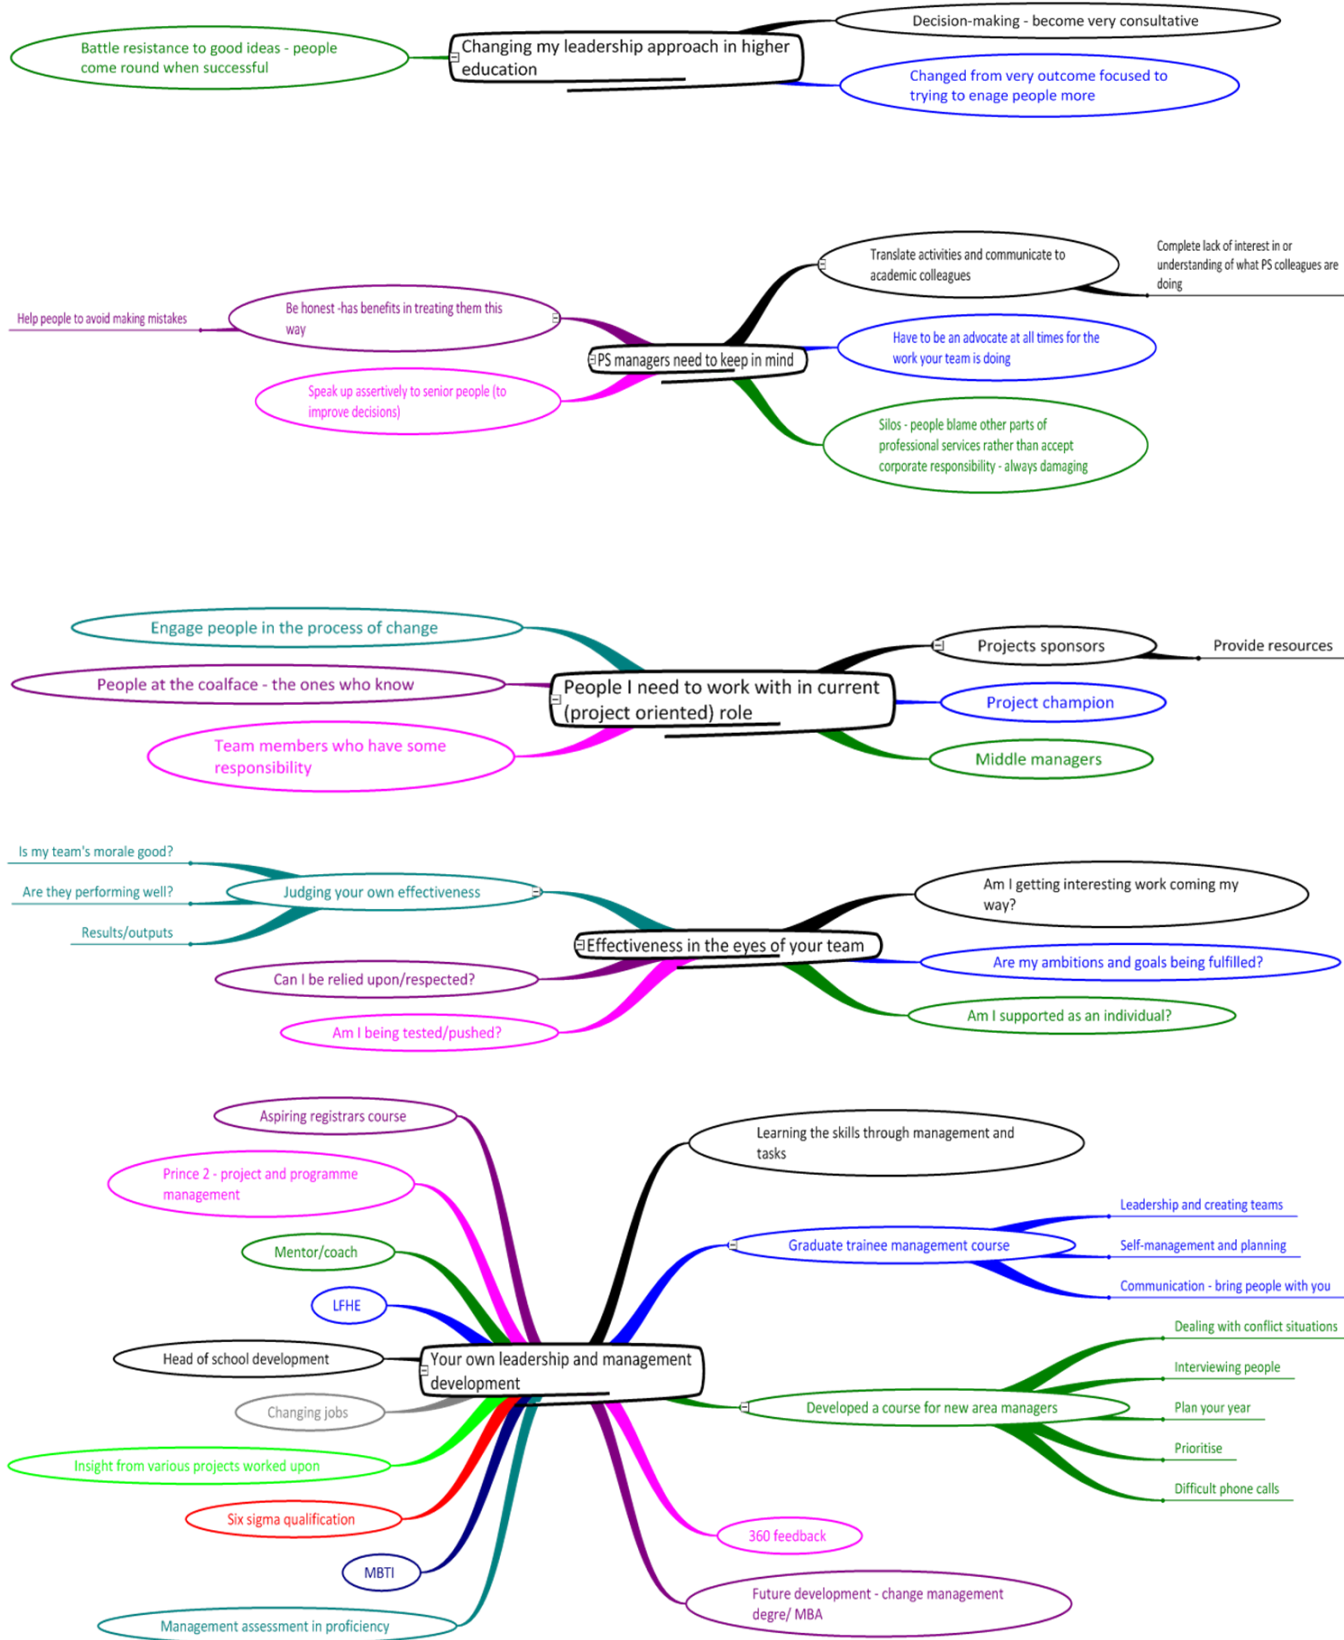 Changing my leadership approach in higher
education
Battle resistance to good ideas - people
come round when successful
Decision-making - become very consultative
Changed from very outcome focused to
trying to enage people more
PS managers need to keep in mind
Be honest -has benefits in treating them this
way
Help people to avoid making mistakes
Speak up assertively to senior people (to
improve decisions)
Translate activities and communicate to
academic colleagues
Complete lack of interest in or
understanding of what PS colleagues are
doing
Have to be an advocate at all times for the
work your team is doing
Silos - people blame other parts of
professional services rather than accept
corporate responsibility - always damaging
People I need to work with in current
(project oriented) role
Engage people in the process of change
People at the coalface - the ones who know
Team members who have some
responsibility
Projects sponsors
Provide resources
Project champion
Middle managers
Effectiveness in the eyes of your team
Judging your own effectiveness
Is my team's morale good?
Are they performing well?
Results/outputs
Can I be relied upon/respected?
Am I being tested/pushed?
Am I getting interesting work coming my
way?
Are my ambitions and goals being fulfilled?
Am I supported as an individual?
Your own leadership and management
development
Aspiring registrars course
Prince 2 - project and programme
management
Mentor/coach
LFHE
Head of school development
Changing jobs
Insight from various projects worked upon
Six sigma qualification
MBTI
Management assessment in proficiency
Learning the skills through management and
tasks
Graduate trainee management course
Leadership and creating teams
Self-management and planning
Communication - bring people with you
Developed a course for new area managers
Dealing with conflict situations
Interviewing people
Plan your year
Prioritise
Difficult phone calls
360 feedback
Future development - change management
degre/ MBA